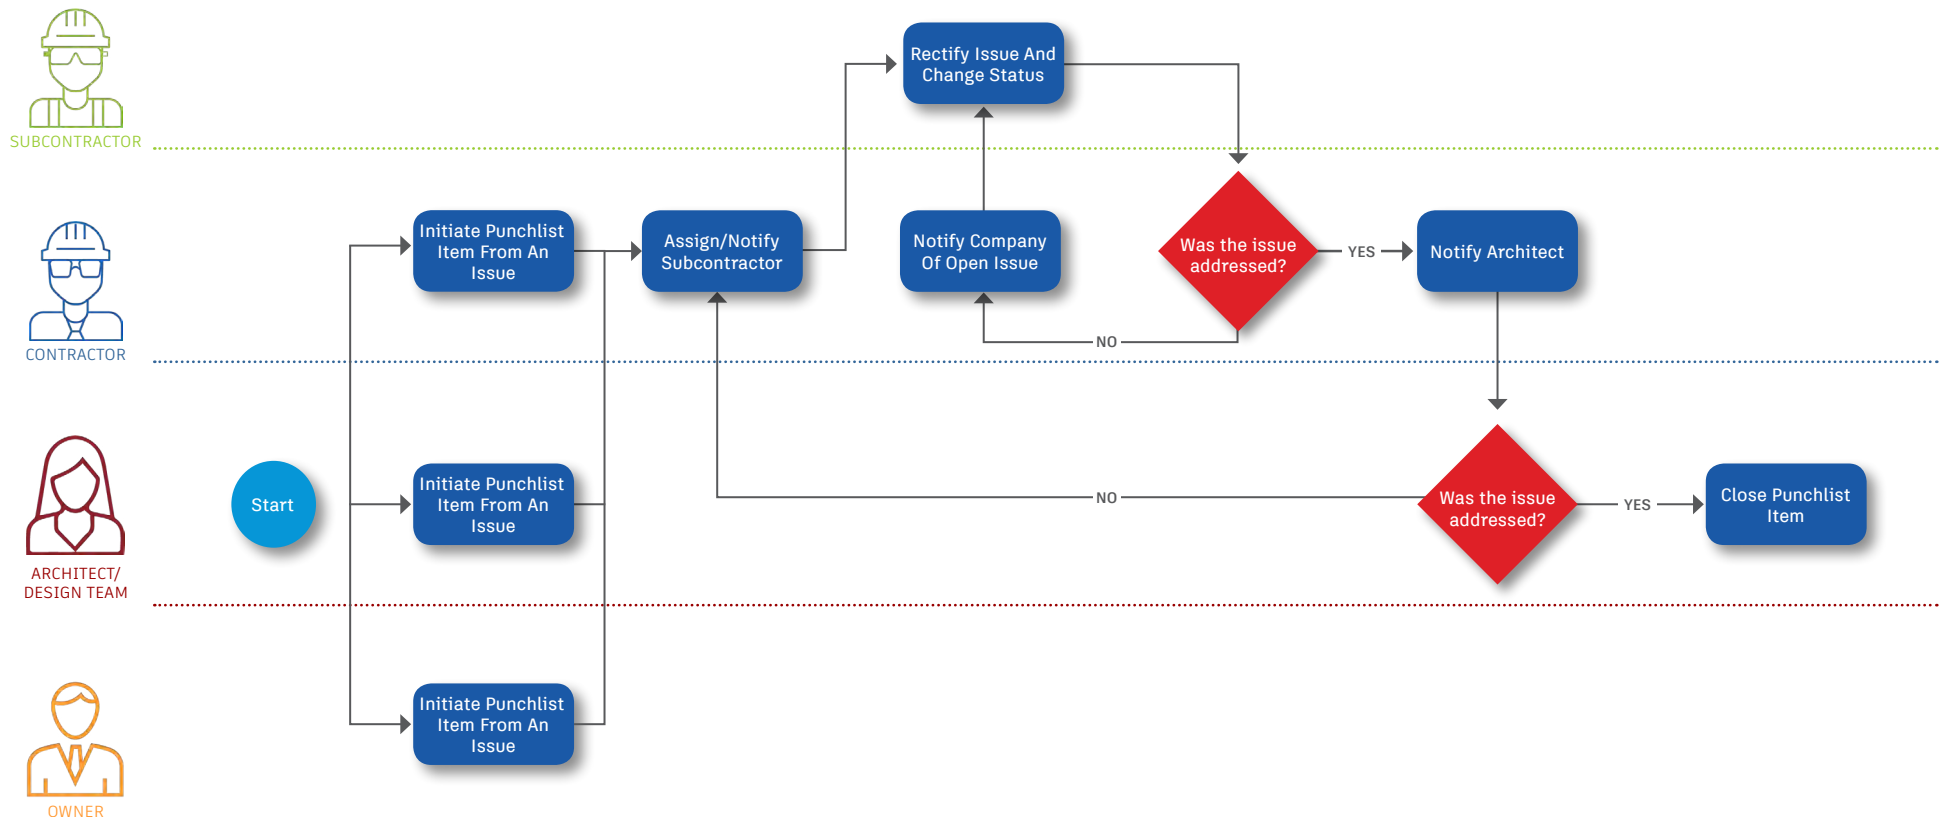 Rectify Issue And
Change Status
SUBCONTRACTOR
Initiate Punchlist
Item From An
Issue
Assign/Notify
Subcontractor
Notify Company
Of Open Issue
Was the issue
addressed?
YES
Notify Architect
NO
CONTRACTOR
Start
Initiate Punchlist
Item From An
Issue
NO
Was the issue
addressed?
YES
Close Punchlist
Item
ARCHITECT/
DESIGN TEAM
Initiate Punchlist
Item From An
Issue
OWNER